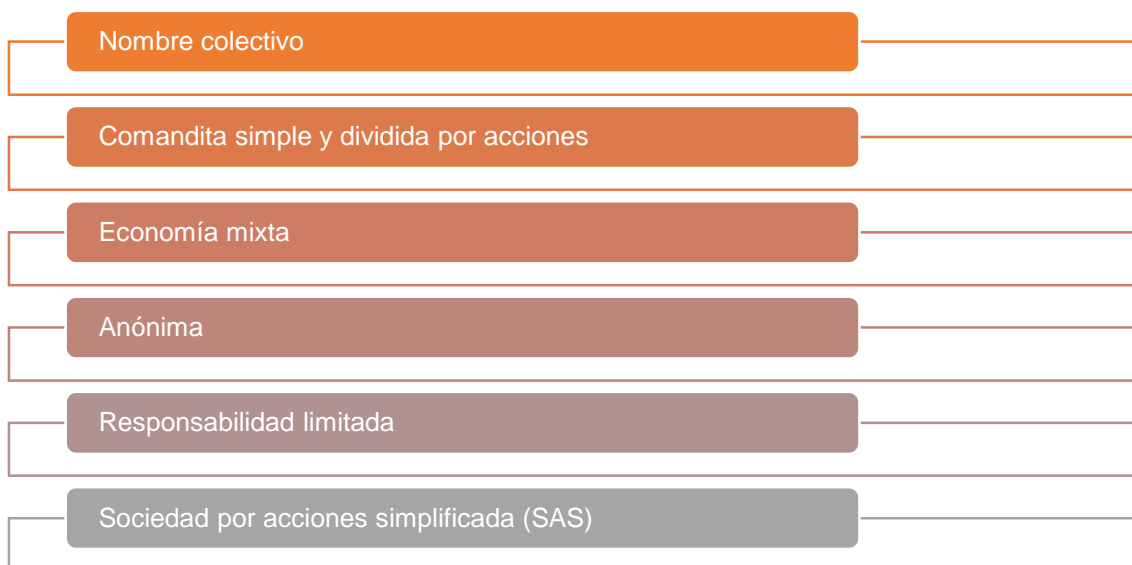 Nombre colectivo
Comandita simple y dividida por acciones
Economía mixta
Anónima
Responsabilidad limitada
Sociedad por acciones simplificada (SAS)